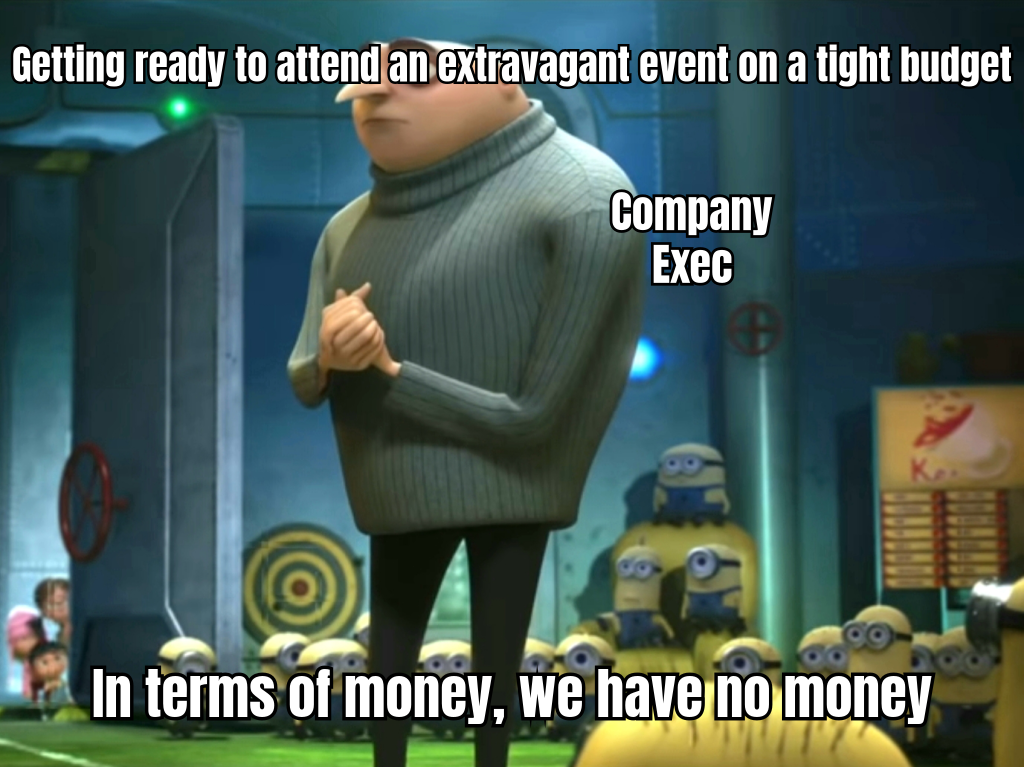 Getting ready to attend an extravagant event on a tight budget
Company
Exec
In terms of money, we have no money